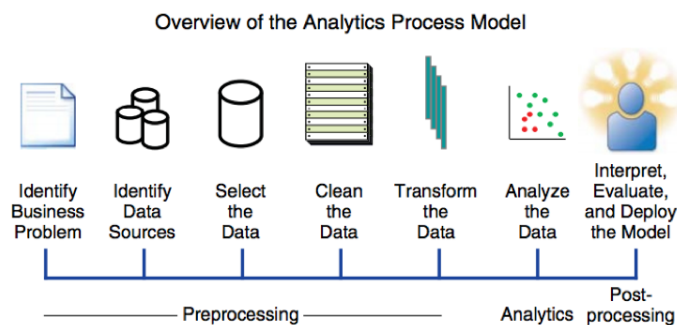 Overview of the Analytics Process Model
Identify
Business
Problem
Identify
Data
Sources
Select
the
Data
Clean
the
Data
Transform
the
Data
Analyze
the
Data
Interpret,
Evaluate,
and Deploy
the Model
Preprocessing
Analytics
Post-
processing